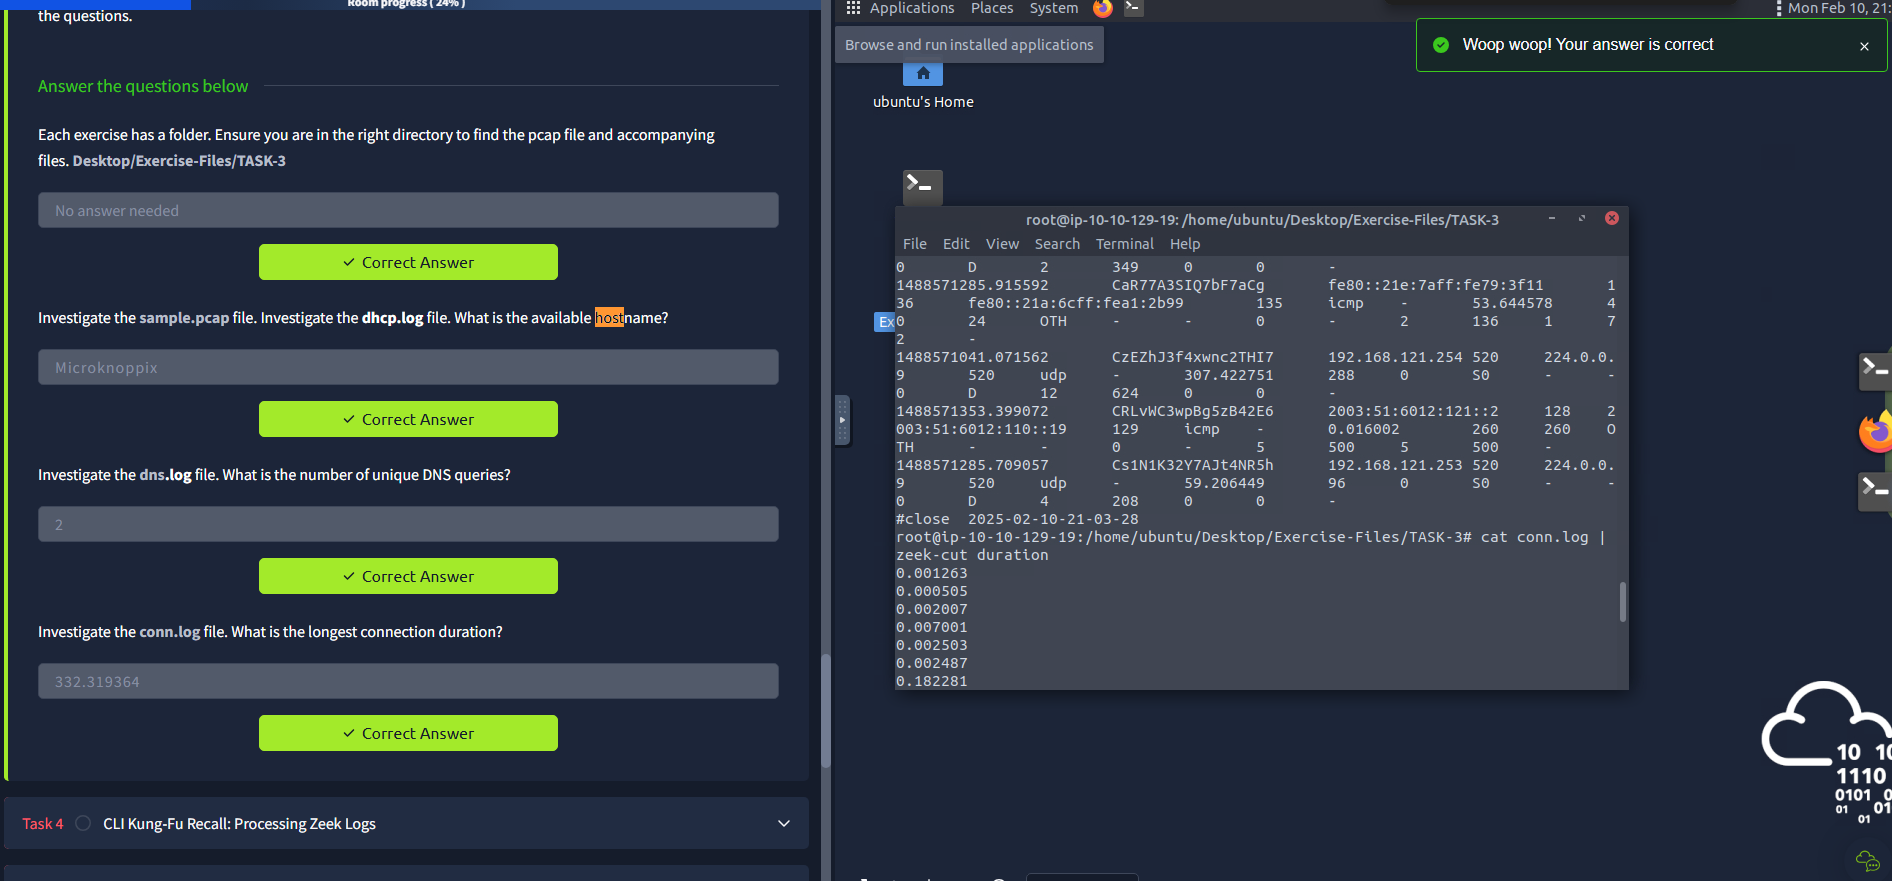 Room progress ( 24% )
the questions.
Answer the questions below
Each exercise has a folder. Ensure you are in the right directory to find the pcap file and accompanying
files. Desktop/Exercise-Files/TASK-3
No answer needed
✓ Correct Answer
Investigate the sample.pcap file. Investigate the dhcp.log file. What is the available hostname?
Microknoppix
✓ Correct Answer
Investigate the dns.log file. What is the number of unique DNS queries?
2
✓ Correct Answer
Investigate the conn.log file. What is the longest connection duration?
332.319364
✓ Correct Answer
Task 4 CLI Kung-Fu Recall: Processing Zeek Logs
Applications Places System
Mon Feb 10, 21:
Browse and run installed applications
Woop woop! Your answer is correct
ubuntu's Home
Ex
root@ip-10-10-129-19: /home/ubuntu/Desktop/Exercise-Files/TASK-3
File Edit View Search Terminal Help
0 D 2 349 0 0 -
1488571285.915592 CaR77A3SIQ7bF7aCg fe80::21e:7aff:fe79:3f11 1
36 fe80::21a:6cff:fea1:2b99 135 icmp - 53.644578 4
0 24 OTH - - 0 - 2 136 1 7
2 -
1488571041.071562 CzEZhJ3f4xwnc2THI7 192.168.121.254 520 224.0.0.
9 520 udp - 307.422751 288 0 S0 - -
0 D 12 624 0 0 -
1488571353.399072 CRLvWC3wpBg5zB42E6 2003:51:6012:121::2 128 2
003:51:6012:110::19 129 icmp - 0.016002 260 260 O
TH - - 0 - 5 500 5 500 -
1488571285.709057 Cs1N1K32Y7AJt4NR5h 192.168.121.253 520 224.0.0.
9 520 udp - 59.206449 96 0 S0 - -
0 D 4 208 0 0 -
#close 2025-02-10-21-03-28
root@ip-10-10-129-19:/home/ubuntu/Desktop/Exercise-Files/TASK-3# cat conn.log |
zeek-cut duration
0.001263
0.000505
0.002007
0.007001
0.002503
0.002487
0.182281
10 10
1110
0101 0
01 01
01